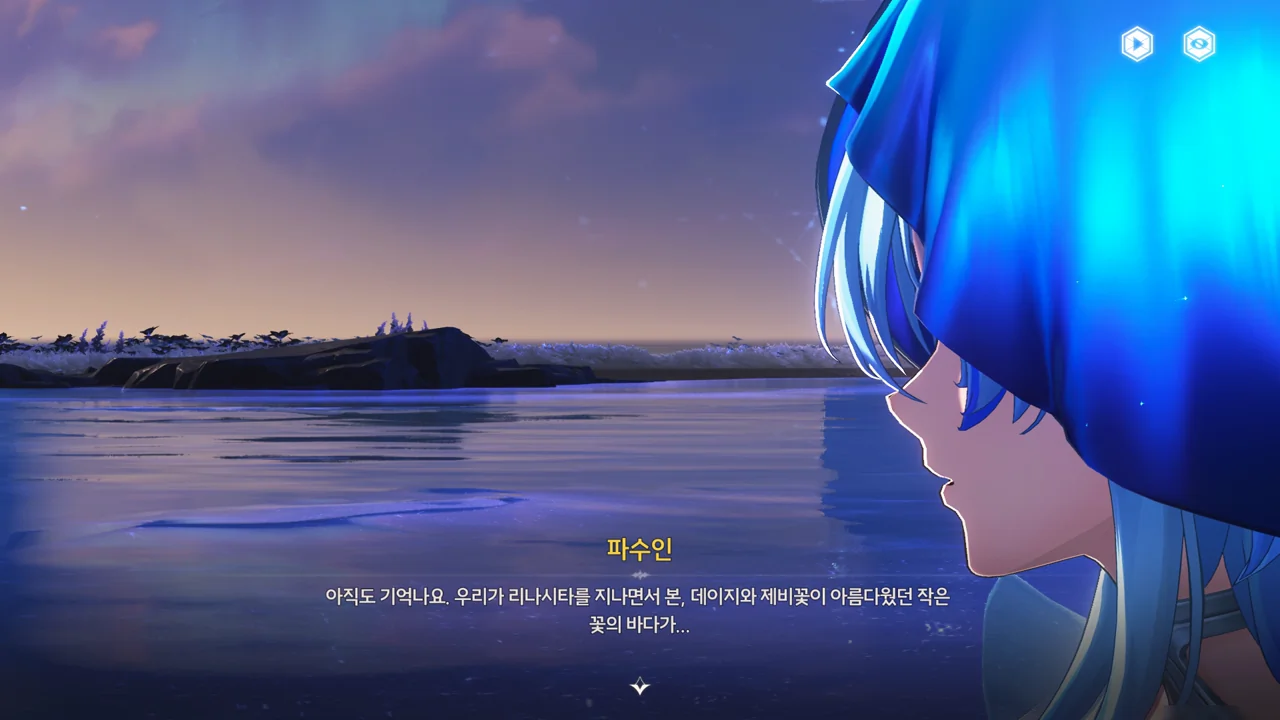 파수인
아직도 기억나요. 우리가 리나시타를 지나면서 본, 데이지와 제비꽃이 아름다웠던 작은
꽃의 바다가...